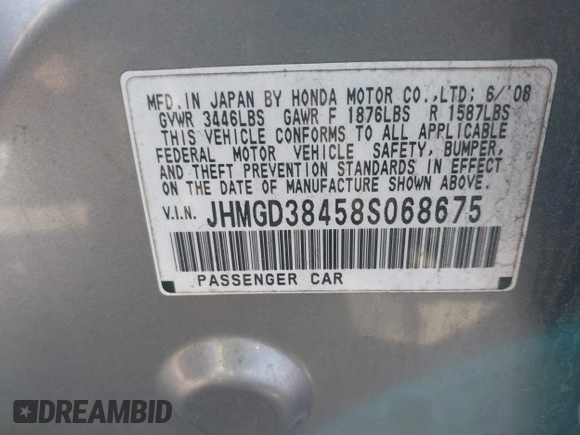 MFD. IN JAPAN BY HONDA MOTOR CO., LTD; 6/'08
GVWR 3446LBS GAWR F 1876LBS R 1587LBS
THIS VEHICLE CONFORMS TO ALL APPLICABLE
FEDERAL MOTOR VEHICLE SAFETY, BUMPER,
AND THEFT PREVENTION STANDARDS IN EFFECT
ON THE DATE OF MANUFACTURE SHOWN ABOVE.
V.I.N. JHMGD38458S068675
PASSENGER CAR
DREAMBID